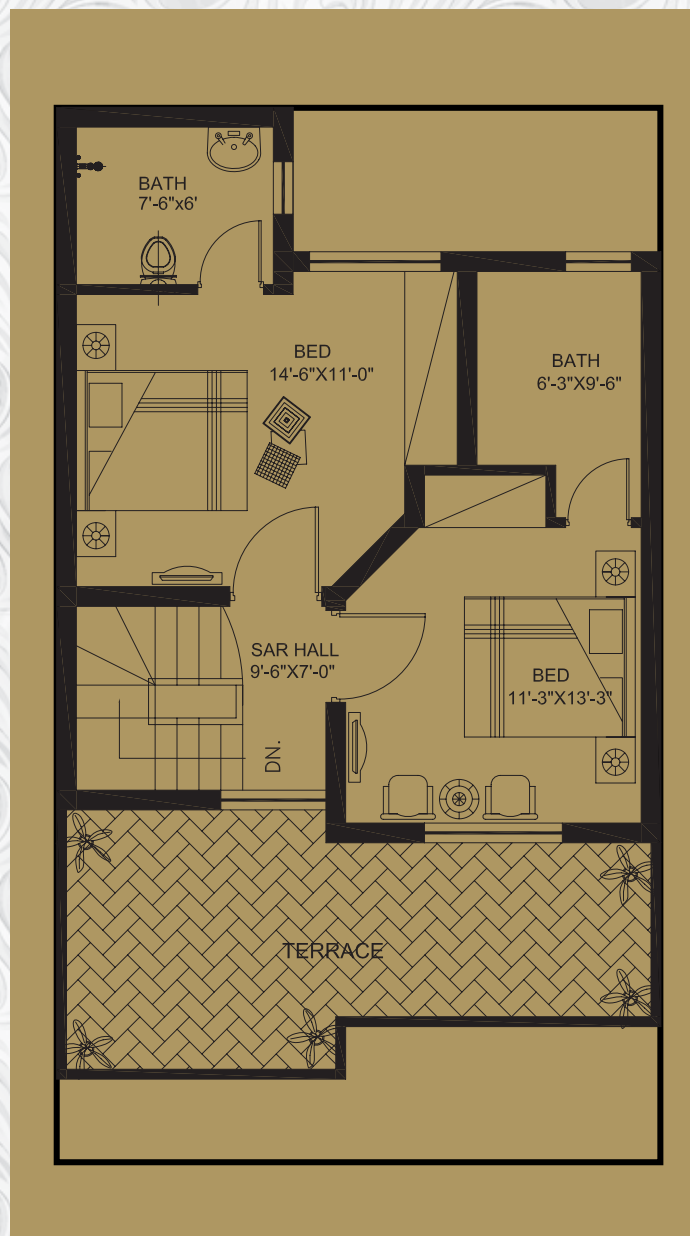 BATH
7'-6"x6'
BED
14'-6"X11'-0"
BATH
6'-3"X9'-6"
SAR HALL
9'-6"X7'-0"
BED
11'-3"X13'-3"
DN.
TERRACE